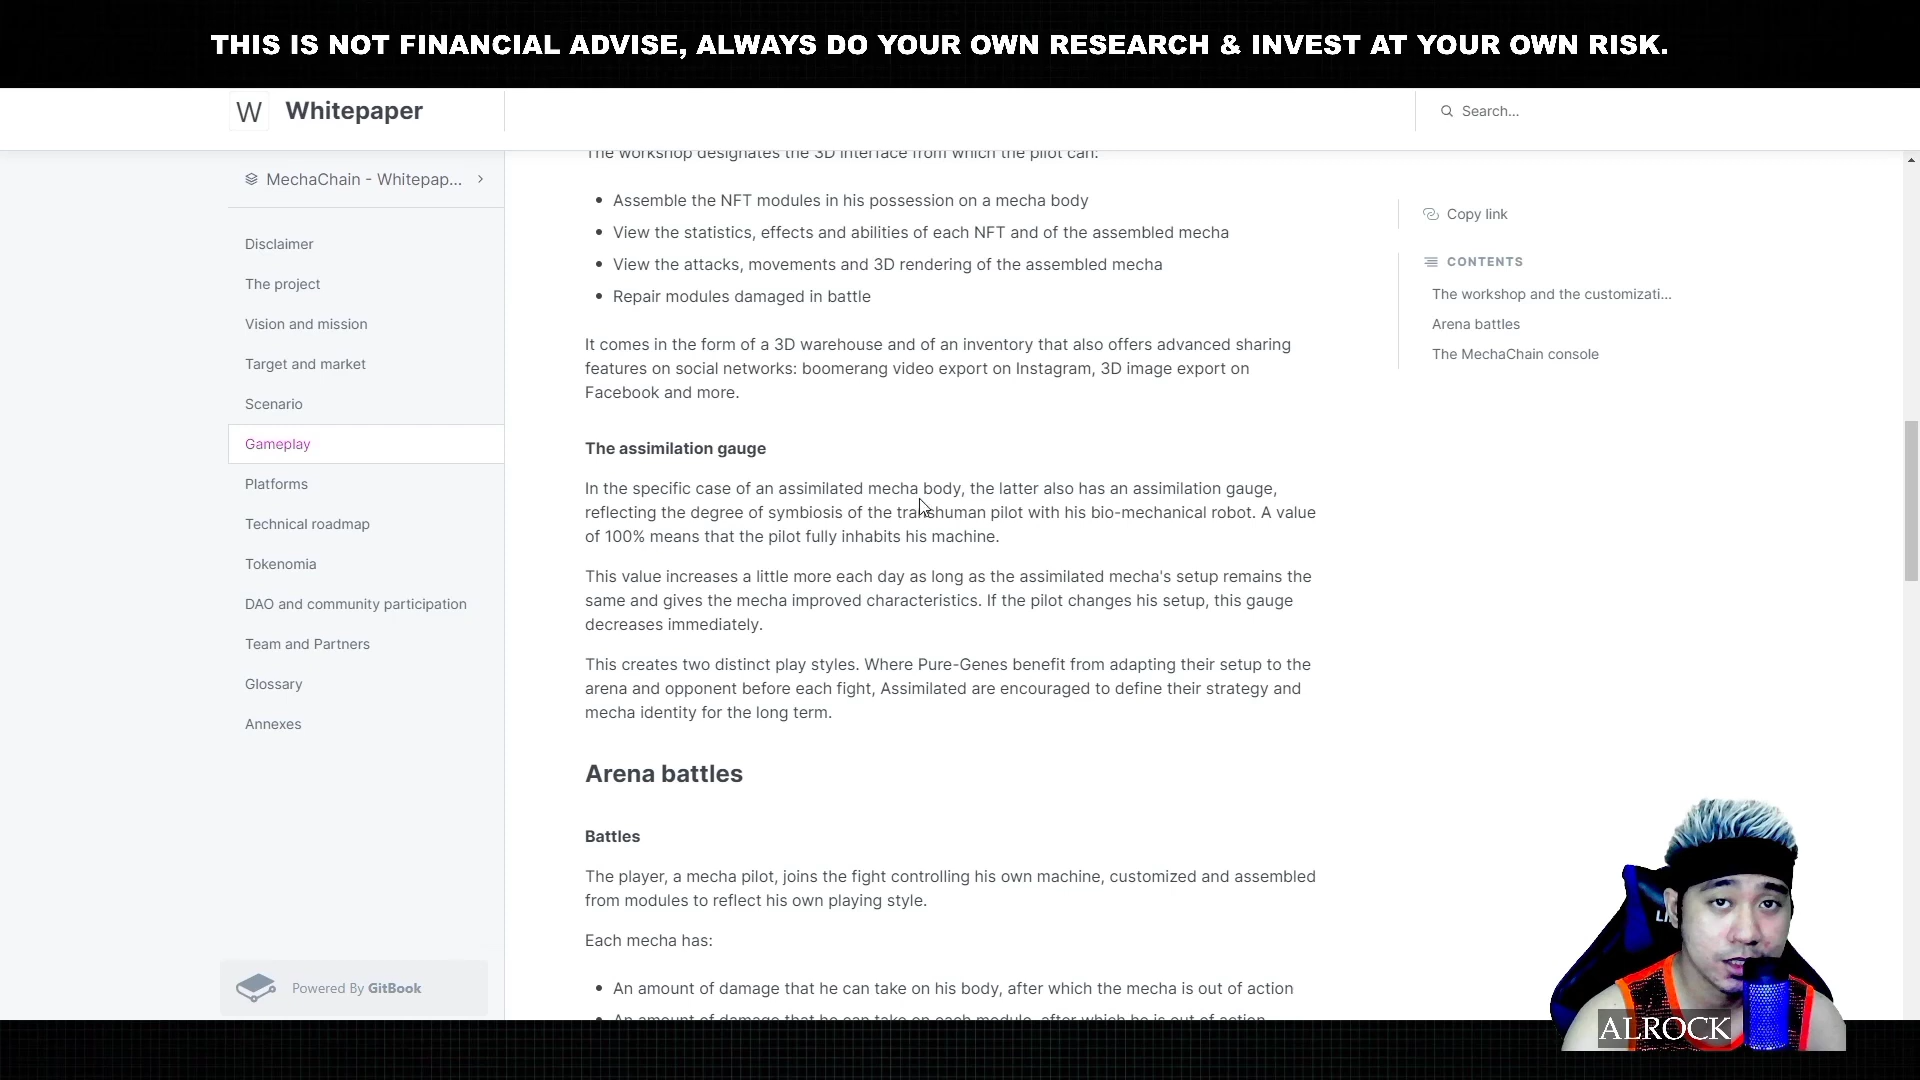 THIS IS NOT FINANCIAL ADVISE, ALWAYS DO YOUR OWN RESEARCH & INVEST AT YOUR OWN RISK.
W Whitepaper
Search...
MechaChain - Whitepap...
Disclaimer
The project
Vision and mission
Target and market
Scenario
Gameplay
Platforms
Technical roadmap
Tokenomia
DAO and community participation
Team and Partners
Glossary
Annexes
Powered By GitBook
The workshop designates the 3D interface from which the pilot can:
• Assemble the NFT modules in his possession on a mecha body
• View the statistics, effects and abilities of each NFT and of the assembled mecha
• View the attacks, movements and 3D rendering of the assembled mecha
• Repair modules damaged in battle
It comes in the form of a 3D warehouse and of an inventory that also offers advanced sharing
features on social networks: boomerang video export on Instagram, 3D image export on
Facebook and more.
The assimilation gauge
In the specific case of an assimilated mecha body, the latter also has an assimilation gauge,
reflecting the degree of symbiosis of the transhuman pilot with his bio-mechanical robot. A value
of 100% means that the pilot fully inhabits his machine.
This value increases a little more each day as long as the assimilated mecha's setup remains the
same and gives the mecha improved characteristics. If the pilot changes his setup, this gauge
decreases immediately.
This creates two distinct play styles. Where Pure-Genes benefit from adapting their setup to the
arena and opponent before each fight, Assimilated are encouraged to define their strategy and
mecha identity for the long term.
Arena battles
Battles
The player, a mecha pilot, joins the fight controlling his own machine, customized and assembled
from modules to reflect his own playing style.
Each mecha has:
• An amount of damage that he can take on his body, after which the mecha is out of action
• An amount of damage that he can take on each module, after which he is out of action
Copy link
CONTENTS
The workshop and the customizati...
Arena battles
The MechaChain console
ALROCK